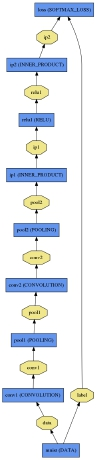 loss (SOFTMAX_LOSS)
ip2
ip2 (INNER_PRODUCT)
relu1
relu1 (RELU)
ip1
ip1 (INNER_PRODUCT)
pool2
pool2 (POOLING)
conv2
conv2 (CONVOLUTION)
pool1
pool1 (POOLING)
conv1
conv1 (CONVOLUTION)
label
data
mnist (DATA)